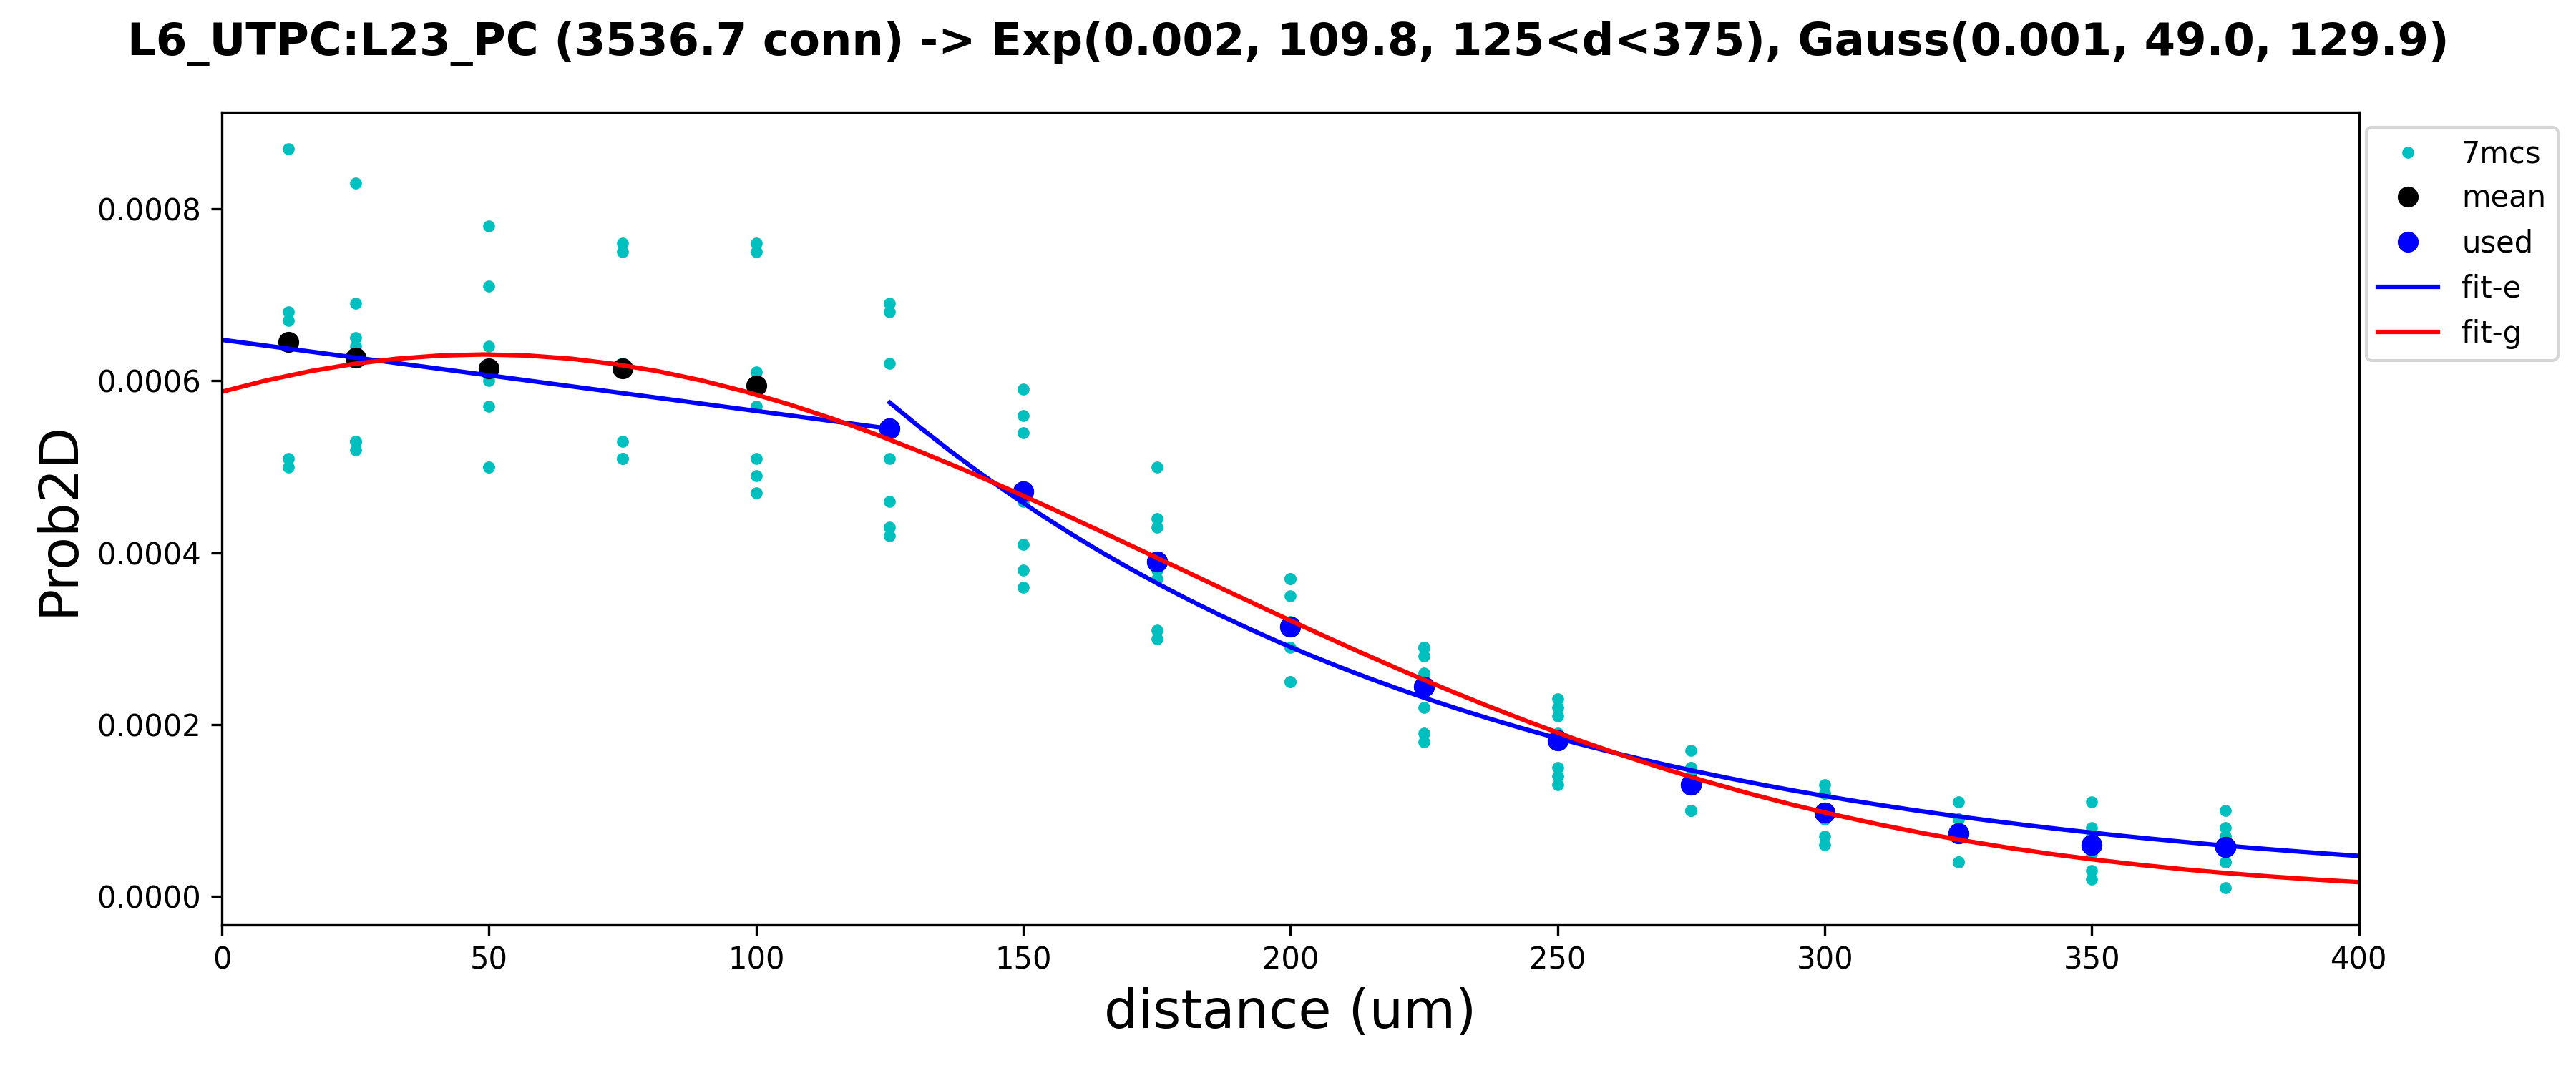 L6_UTPC:L23_PC (3536.7 conn) -> Exp(0.002, 109.8, 125<d<375), Gauss(0.001, 49.0, 129.9)
7mcs
mean
used
fit-e
fit-g
Prob2D
0.0008
0.0006
0.0004
0.0002
0.0000
0 50 100 150 200 250 300 350 400
distance (um)